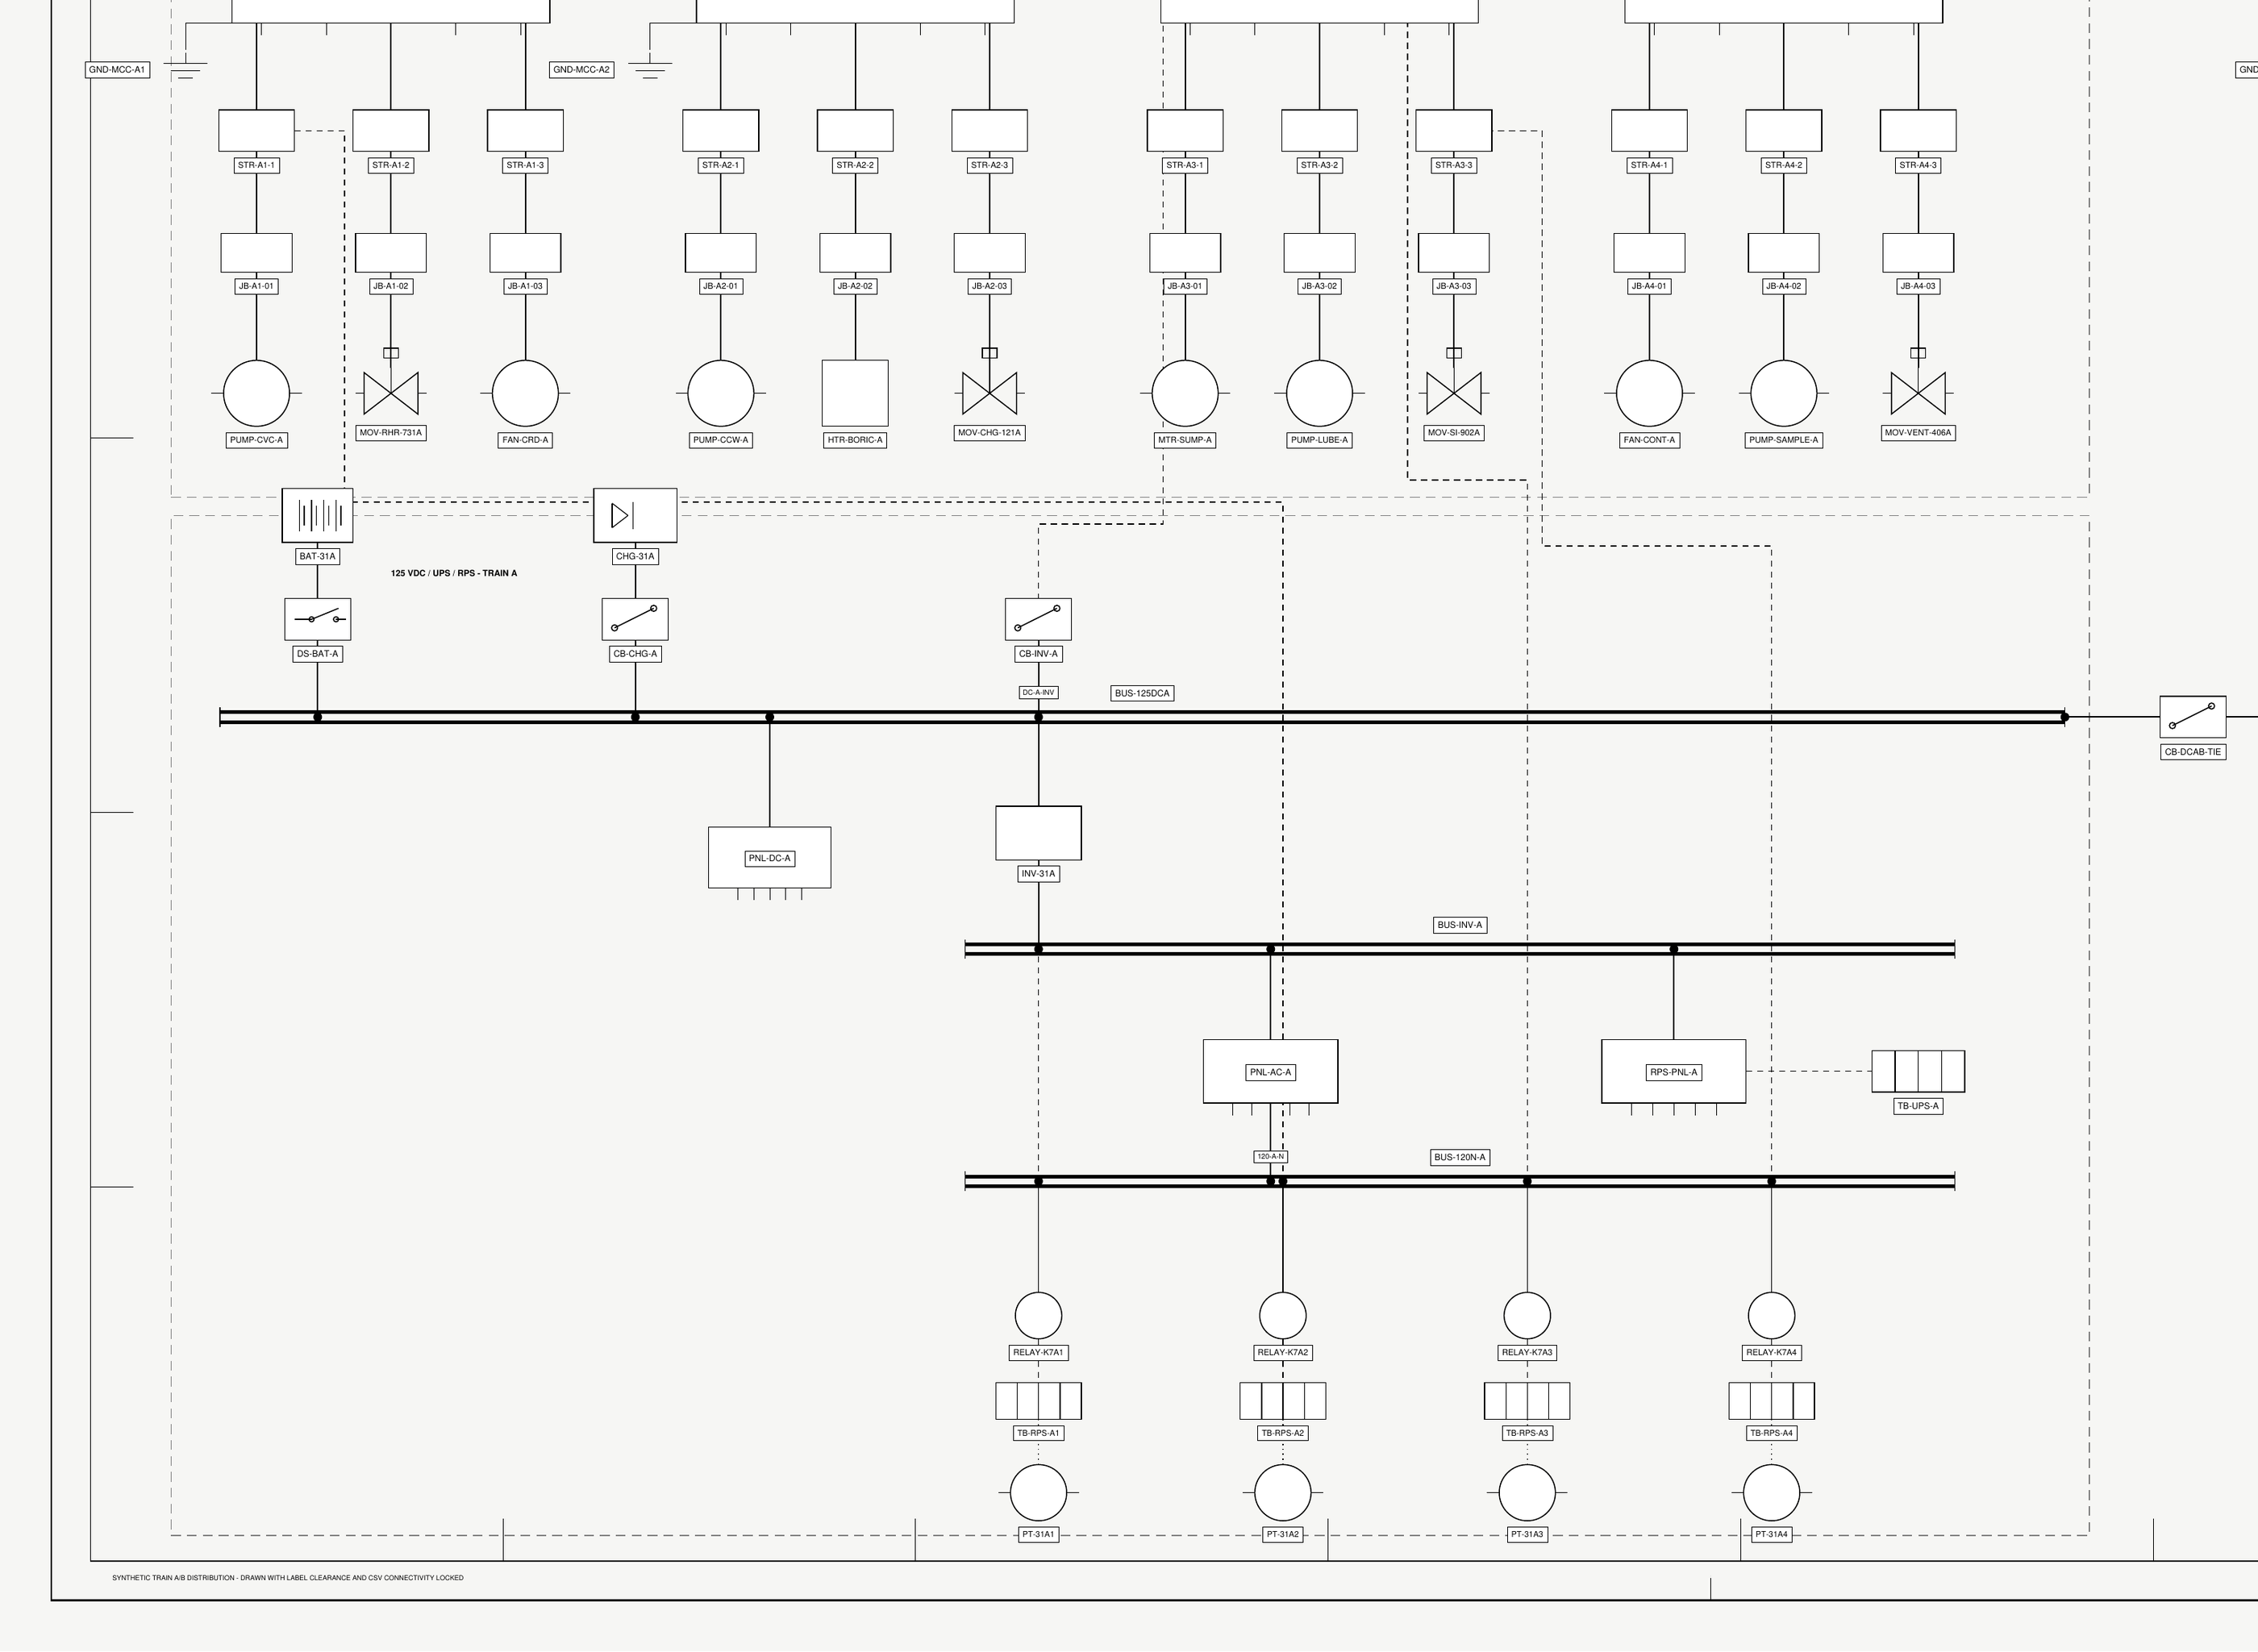 GND-MCC-A1
GND-MCC-A2
GND
STR-A1-1
STR-A1-2
STR-A1-3
STR-A2-1
STR-A2-2
STR-A2-3
STR-A3-1
STR-A3-2
STR-A3-3
STR-A4-1
STR-A4-2
STR-A4-3
JB-A1-01
JB-A1-02
JB-A1-03
JB-A2-01
JB-A2-02
JB-A2-03
JB-A3-01
JB-A3-02
JB-A3-03
JB-A4-01
JB-A4-02
JB-A4-03
PUMP-CVC-A
MOV-RHR-731A
FAN-CRD-A
PUMP-CCW-A
HTR-BORIC-A
MOV-CHG-121A
MTR-SUMP-A
PUMP-LUBE-A
MOV-SI-902A
FAN-CONT-A
PUMP-SAMPLE-A
MOV-VENT-406A
BAT-31A
CHG-31A
125 VDC / UPS / RPS - TRAIN A
DS-BAT-A
CB-CHG-A
CB-INV-A
DC-A-INV
BUS-125DCA
CB-DCAB-TIE
PNL-DC-A
INV-31A
BUS-INV-A
PNL-AC-A
RPS-PNL-A
TB-UPS-A
120-A-N
BUS-120N-A
RELAY-K7A1
RELAY-K7A2
RELAY-K7A3
RELAY-K7A4
TB-RPS-A1
TB-RPS-A2
TB-RPS-A3
TB-RPS-A4
PT-31A1
PT-31A2
PT-31A3
PT-31A4
SYNTHETIC TRAIN A/B DISTRIBUTION - DRAWN WITH LABEL CLEARANCE AND CSV CONNECTIVITY LOCKED